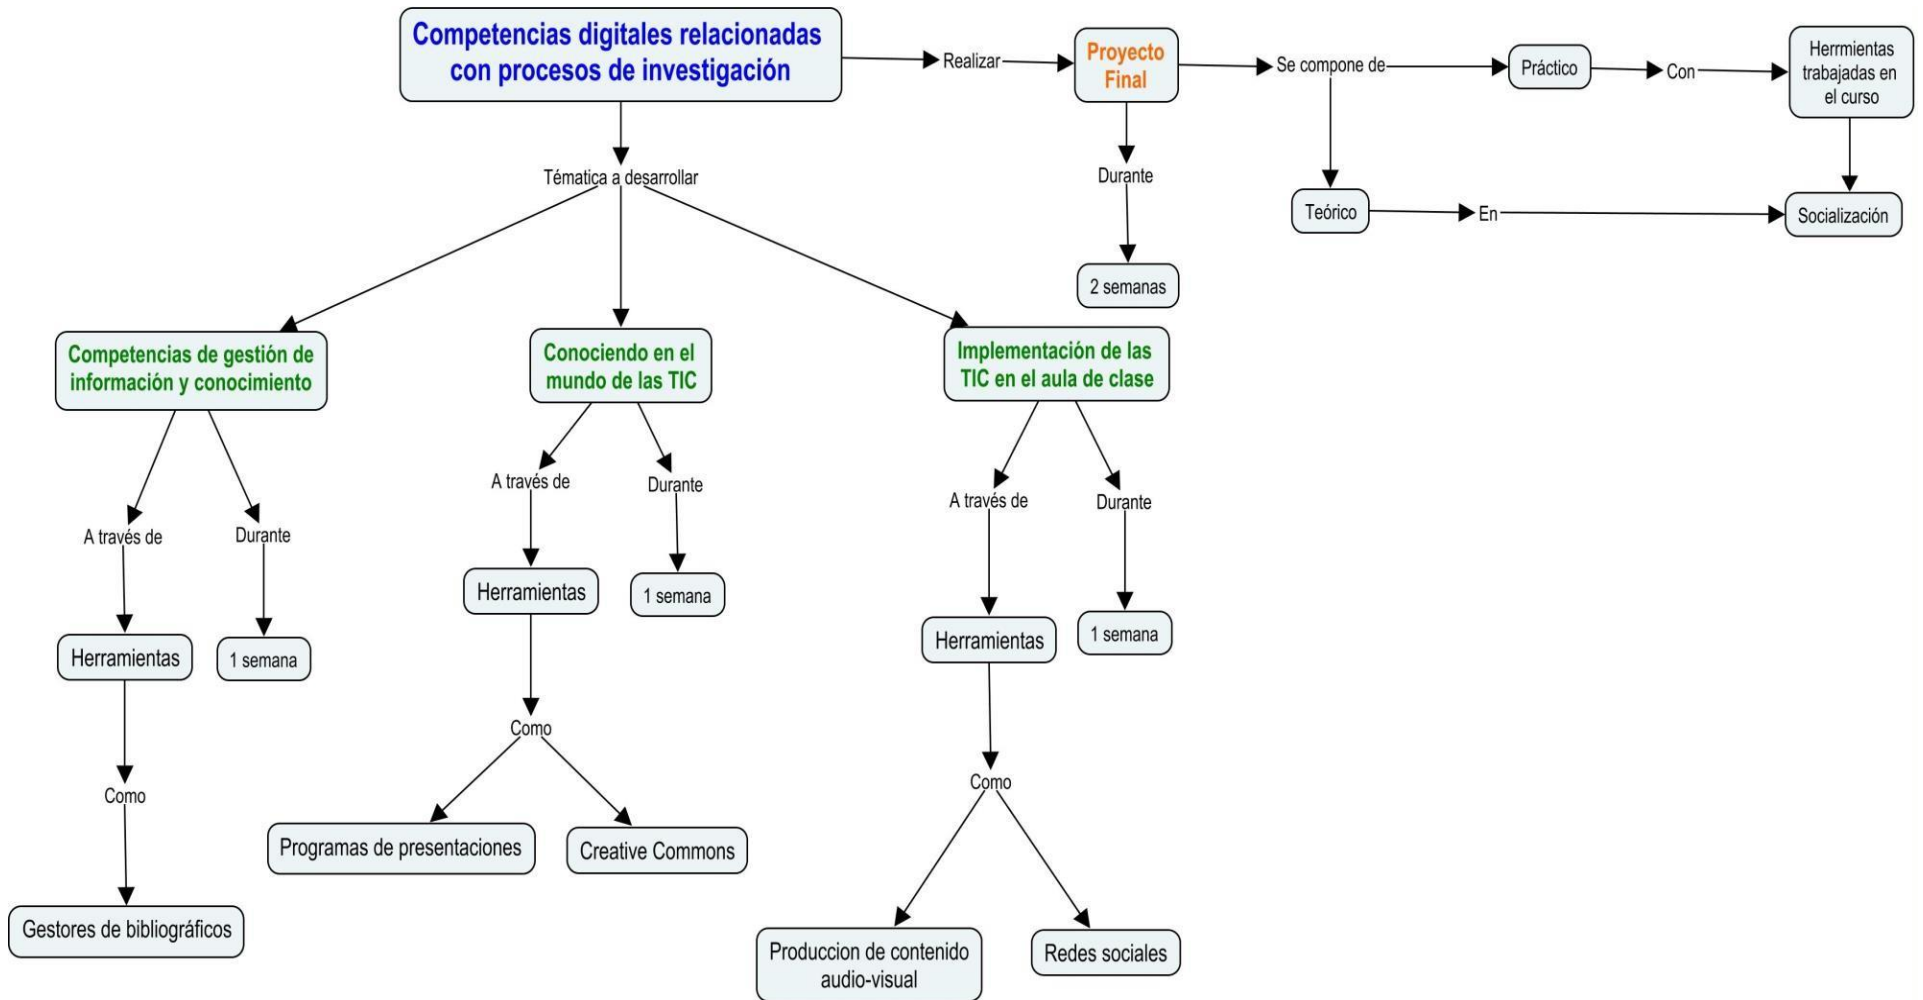 Competencias digitales relacionadas
con procesos de investigación
Realizar
Proyecto
Final
Se compone de
Práctico
Con
Herrmientas
trabajadas en
el curso
Témática a desarrollar
Durante
Teórico
En
Socialización
2 semanas
Competencias de gestión de
información y conocimiento
Conociendo en el
mundo de las TIC
Implementación de las
TIC en el aula de clase
A través de
Durante
A través de
Durante
A través de
Durante
Herramientas
1 semana
Herramientas
1 semana
Herramientas
1 semana
Como
Como
Como
Gestores de bibliográficos
Programas de presentaciones
Creative Commons
Produccion de contenido
audio-visual
Redes sociales